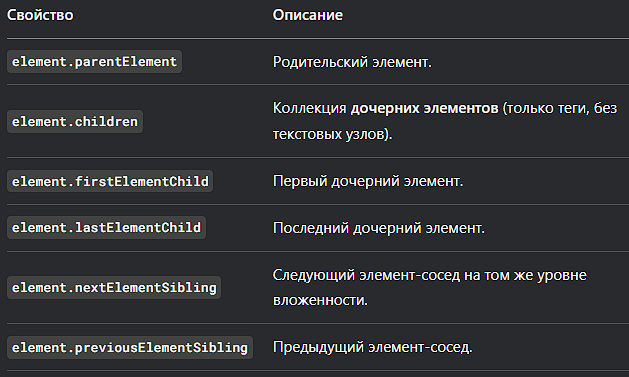 Свойство Описание
element.parentElement Родительский элемент.
element.children Коллекция дочерних элементов (только теги, без
текстовых узлов).
element.firstElementChild Первый дочерний элемент.
element.lastElementChild Последний дочерний элемент.
element.nextElementSibling Следующий элемент-сосед на том же уровне
вложенности.
element.previousElementSibling Предыдущий элемент-сосед.